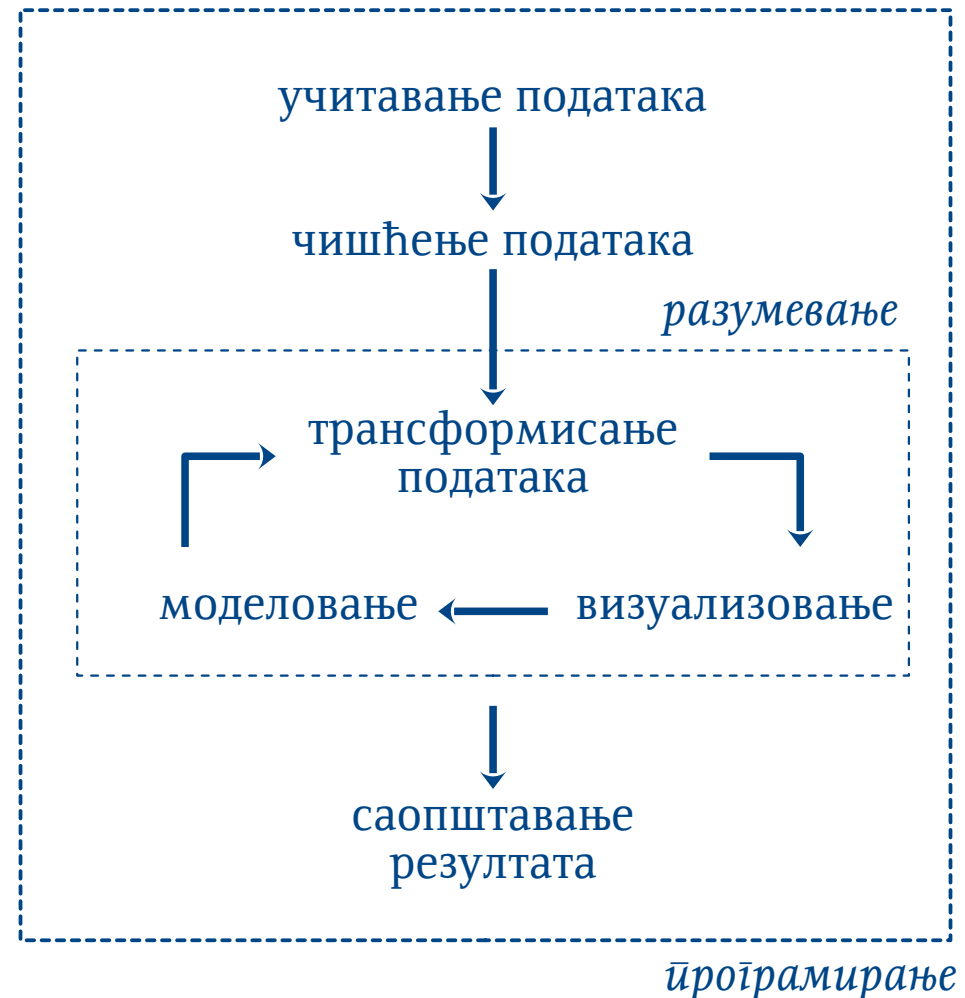 учитавање података
чишћење података
разумевање
трансформисање
података
моделовање
визуализовање
саопштавање
резултата
програмирање